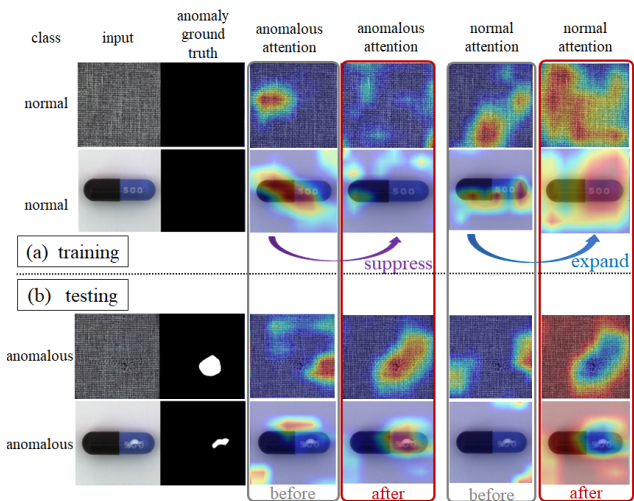 class
input
anomaly
ground
truth
anomalous
attention
anomalous
attention
normal
attention
normal
attention
normal
500
500
500
500
500
normal
(a) training
suppress
expand
(b) testing
anomalous
anomalous
before
after
before
after